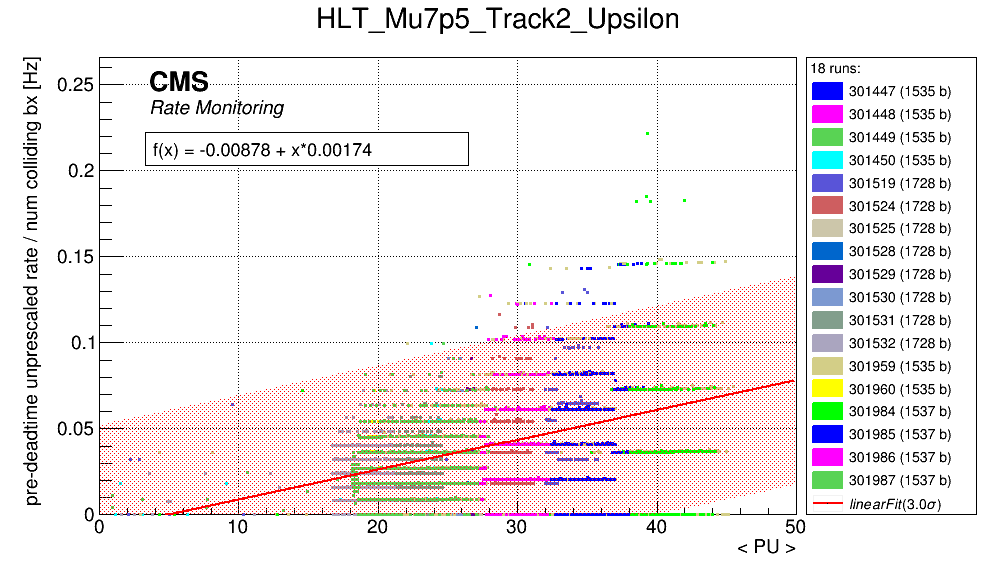 HLT_Mu7p5_Track2_Upsilon
pre-deadtime unprescaled rate / num colliding bx [Hz]
CMS
Rate Monitoring
f(x) = -0.00878 + x*0.00174
0.25
0.2
0.15
0.1
0.05
0
0 10 20 30 40 50
< PU >
18 runs:
301447 (1535 b)
301448 (1535 b)
301449 (1535 b)
301450 (1535 b)
301519 (1728 b)
301524 (1728 b)
301525 (1728 b)
301528 (1728 b)
301529 (1728 b)
301530 (1728 b)
301531 (1728 b)
301532 (1728 b)
301959 (1535 b)
301960 (1535 b)
301984 (1537 b)
301985 (1537 b)
301986 (1537 b)
301987 (1537 b)
linearFit(3.0σ)